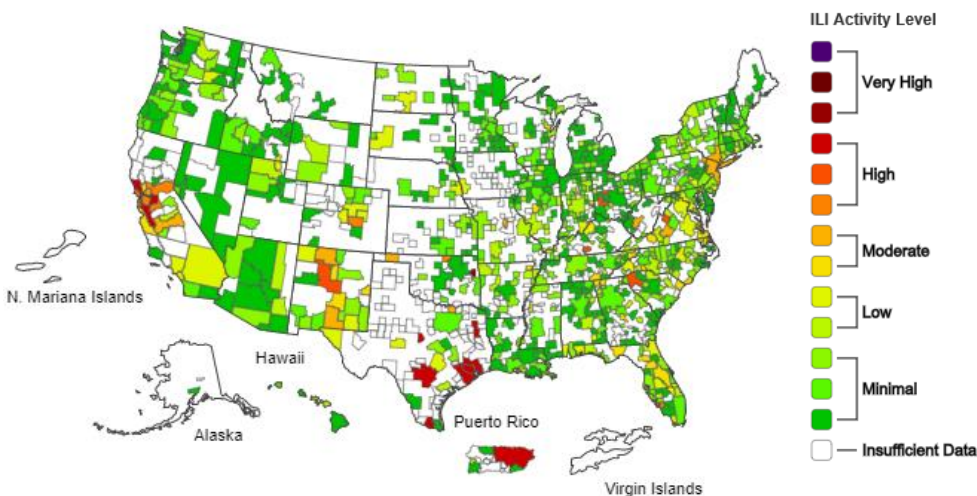 ILI Activity Level
Very High
High
Moderate
Low
Minimal
Insufficient Data
N. Mariana Islands
Hawaii
Alaska
Puerto Rico
Virgin Islands